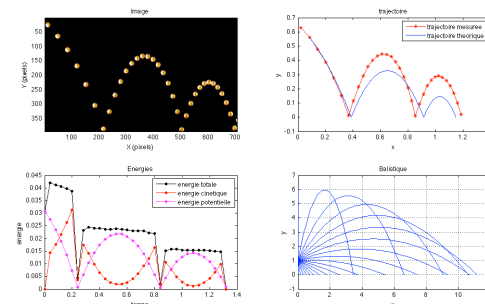 Image
50
100
150
200
250
300
350
Y (pixels)
100 200 300 400 500 600 700
X (pixels)
trajectoire
0.7
0.6
0.5
0.4
0.3
0.2
0.1
0
-0.1
y
0 0.2 0.4 0.6 0.8 1 1.2
x
trajectoire mesuree
trajectoire theorique
Energies
0.045
0.04
0.035
0.03
0.025
0.02
0.015
0.01
0.005
0
energie
0 0.2 0.4 0.6 0.8 1 1.2 1.4
energie totale
energie cinetique
energie potentielle
Balistique
7
6
5
4
3
2
1
0
-1
y
0 2 4 6 8 10